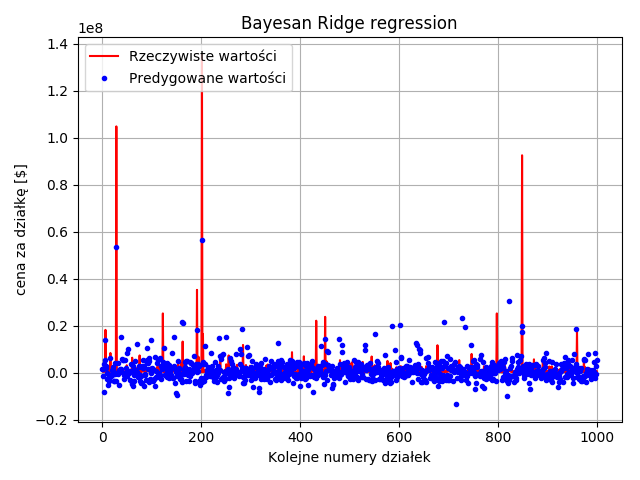 Bayesan Ridge regression
1e8
Rzeczywiste wartości
Predygowane wartości
1.4
1.2
1.0
0.8
0.6
0.4
0.2
0.0
−0.2
cena za działkę [$]
0
200
400
600
800
1000
Kolejne numery działek